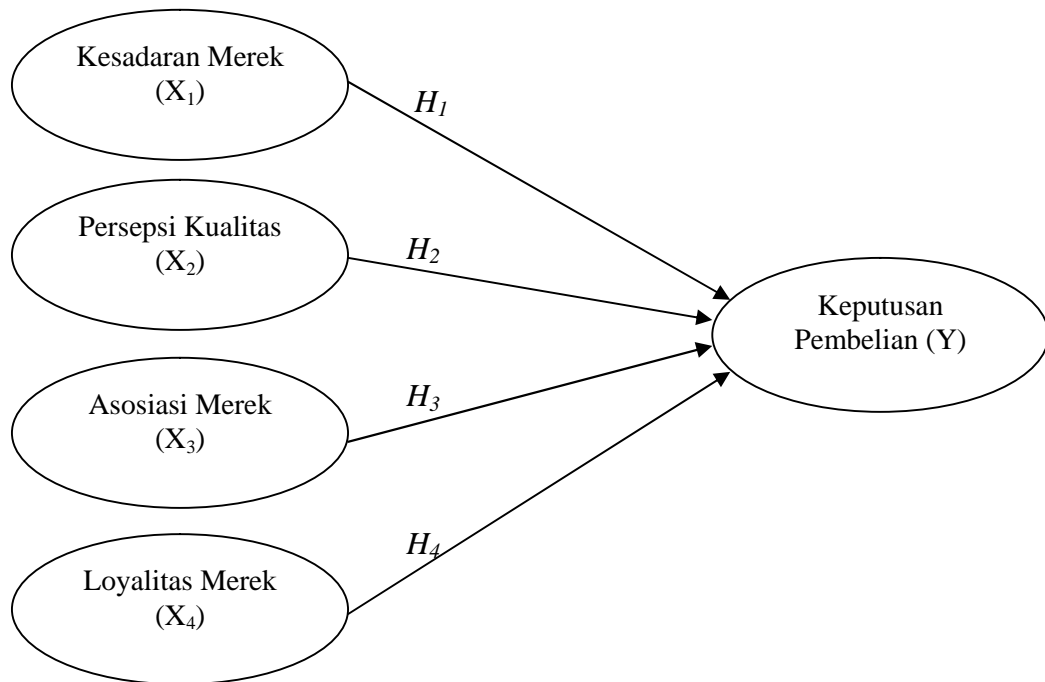 Kesadaran Merek
(X₁)
H₁
Persepsi Kualitas
(X₂)
H₂
Keputusan
Pembelian (Y)
Asosiasi Merek
(X₃)
H₃
Loyalitas Merek
(X₄)
H₄